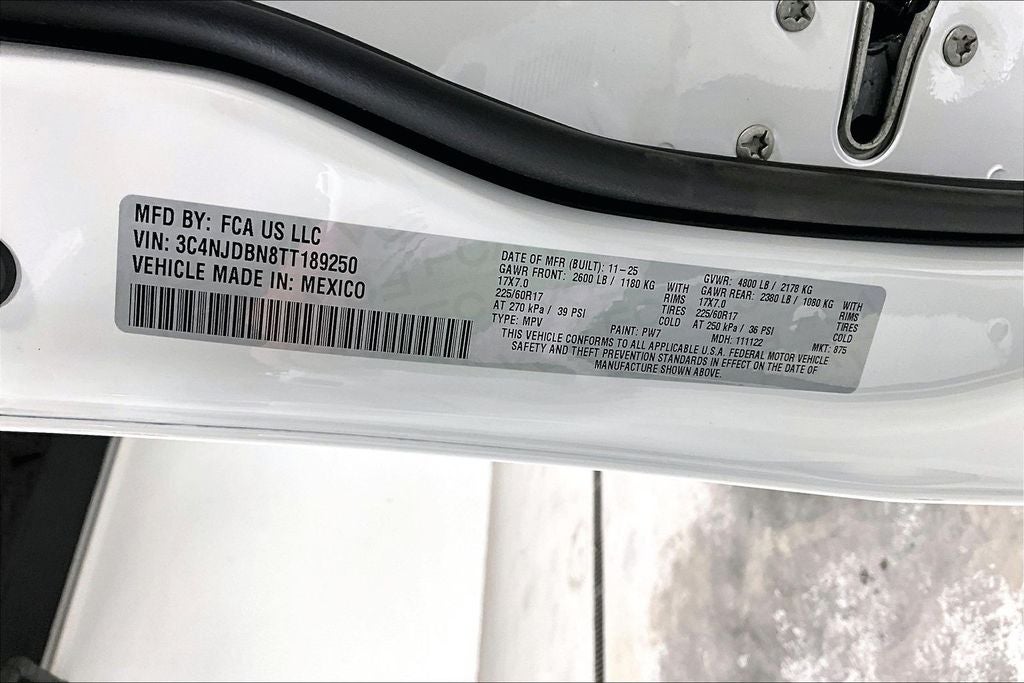 MFD BY: FCA US LLC
VIN: 3C4NJDBN8TT189250
VEHICLE MADE IN: MEXICO
DATE OF MFR (BUILT): 11-25
GVWR: 4800 LB / 2178 KG
GAWR FRONT: 2600 LB / 1180 KG WITH
GAWR REAR: 2380 LB / 1080 KG WITH
17X7.0 RIMS
17X7.0 RIMS
225/60R17 TIRES
225/60R17 TIRES
AT 270 kPa / 39 PSI COLD
AT 250 kPa / 36 PSI COLD
TYPE: MPV PAINT: PW7 MDH: 111122 MKT: 875
THIS VEHICLE CONFORMS TO ALL APPLICABLE U.S.A. FEDERAL MOTOR VEHICLE
SAFETY AND THEFT PREVENTION STANDARDS IN EFFECT ON THE DATE OF
MANUFACTURE SHOWN ABOVE.